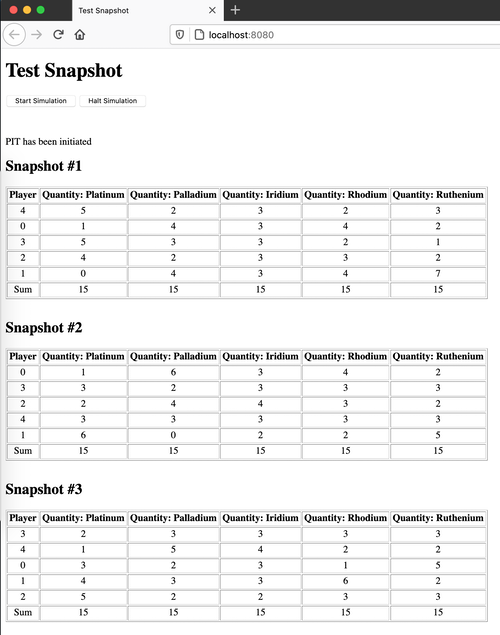 Test Snapshot
localhost:8080
Test Snapshot
Start Simulation Halt Simulation
PIT has been initiated
Snapshot #1
Player Quantity: Platinum Quantity: Palladium Quantity: Iridium Quantity: Rhodium Quantity: Ruthenium
4 5 2 3 2 3
0 1 4 3 4 2
3 5 3 3 2 1
2 4 2 3 3 2
1 0 4 3 4 7
Sum 15 15 15 15 15
Snapshot #2
Player Quantity: Platinum Quantity: Palladium Quantity: Iridium Quantity: Rhodium Quantity: Ruthenium
0 1 6 3 4 2
3 3 2 3 3 3
2 2 4 4 3 2
4 3 3 3 3 3
1 6 0 2 2 5
Sum 15 15 15 15 15
Snapshot #3
Player Quantity: Platinum Quantity: Palladium Quantity: Iridium Quantity: Rhodium Quantity: Ruthenium
3 2 3 3 3 3
4 1 5 4 2 2
0 3 2 3 1 5
1 4 3 3 6 2
2 5 2 2 3 3
Sum 15 15 15 15 15